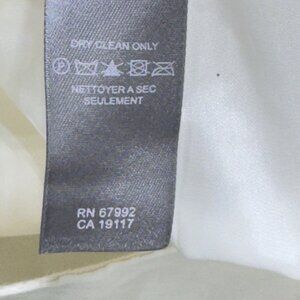 DRY CLEAN ONLY
NETTOYER A SEC
SEULEMENT
RN 67992
CA 19117